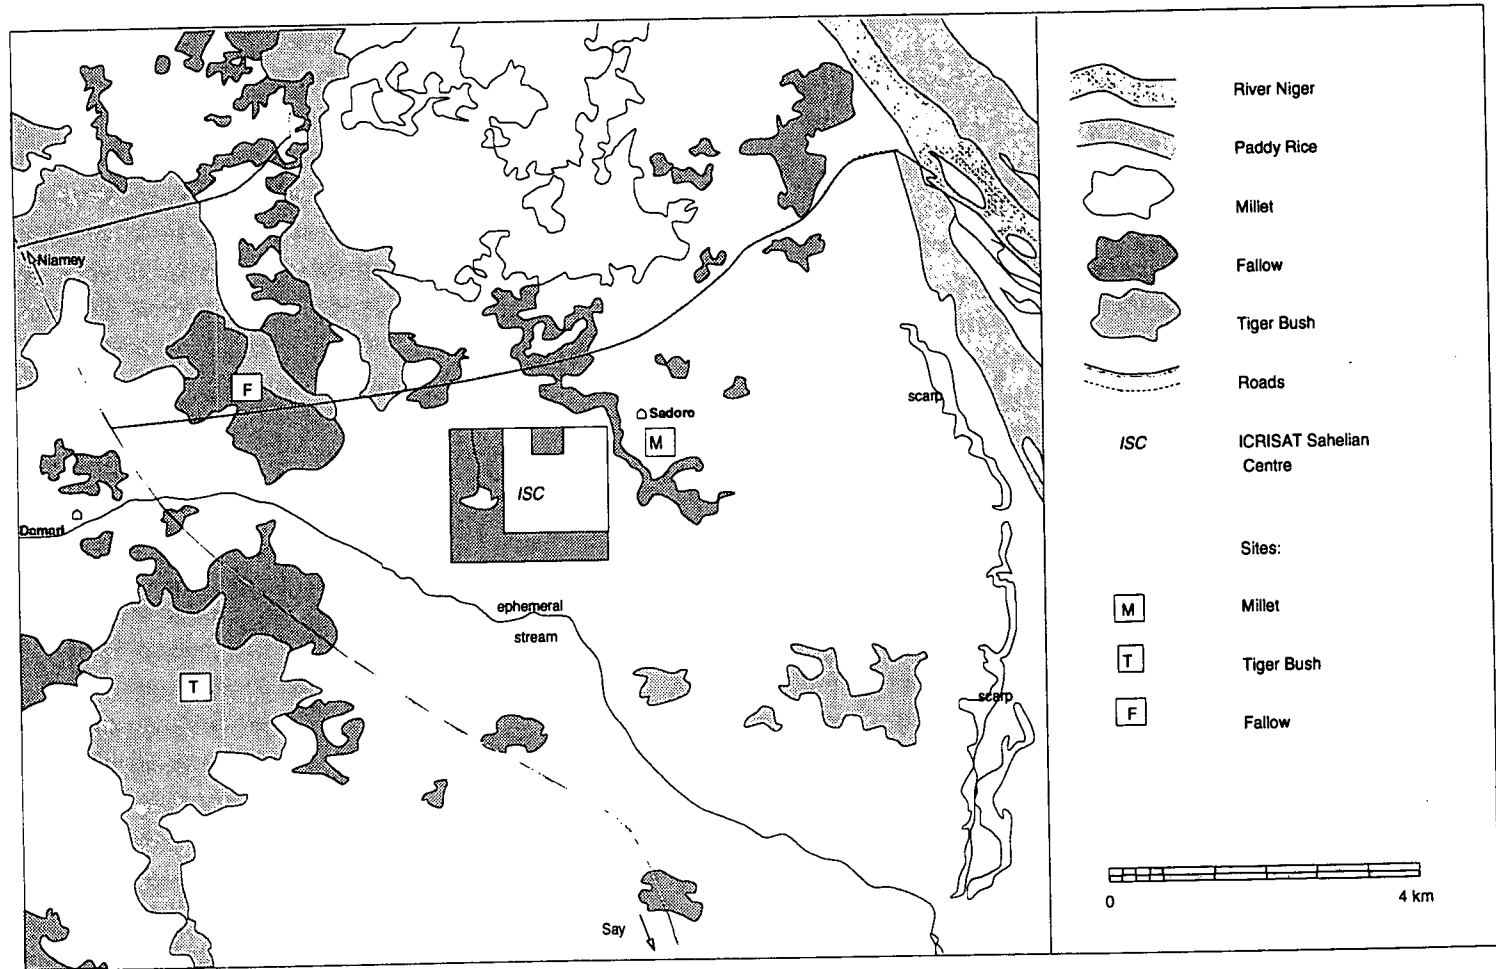 Niamey
F
Sadoro
M
ISC
scarp
Damari
ephemeral
stream
T
scarp
Say
River Niger
Paddy Rice
Millet
Fallow
Tiger Bush
Roads
ISC ICRISAT Sahelian
Centre
Sites:
M Millet
T Tiger Bush
F Fallow
0 4 km